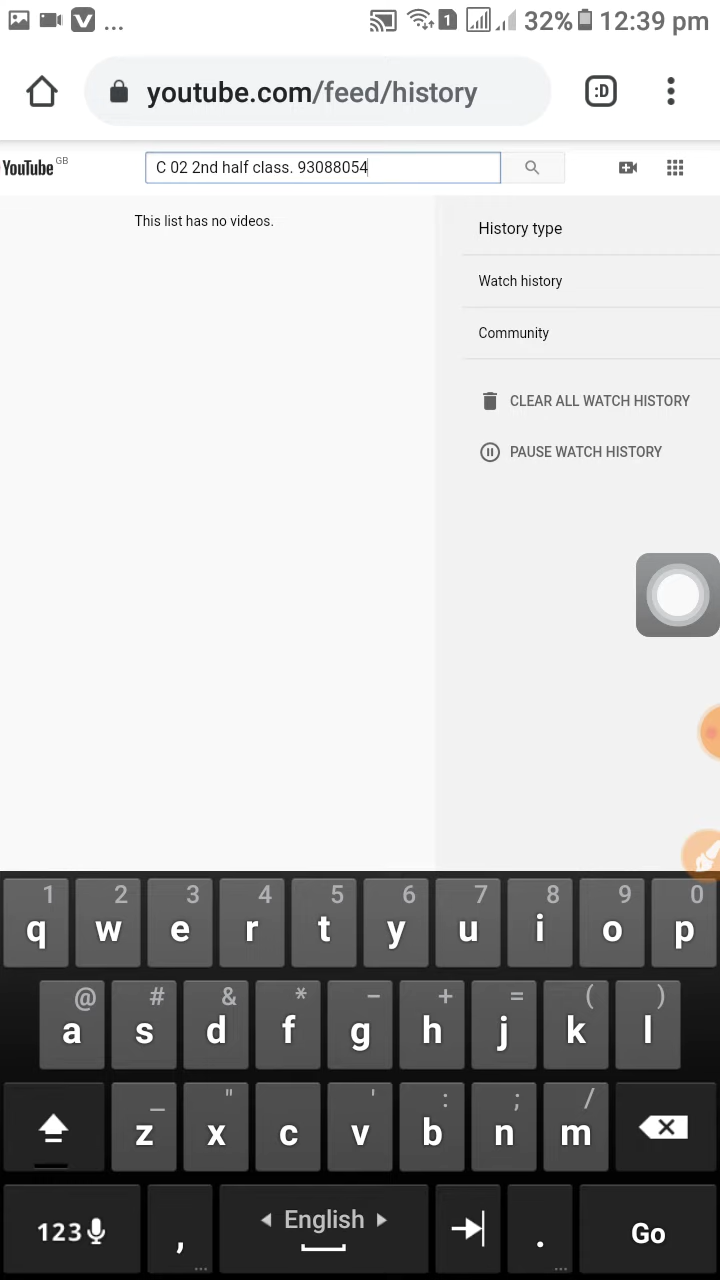 ... 1 32% 12:39 pm
youtube.com/feed/history :D
YouTube GB C 02 2nd half class. 93088054
This list has no videos.
History type
Watch history
Community
CLEAR ALL WATCH HISTORY
PAUSE WATCH HISTORY
1 2 3 4 5 6 7 8 9 0
q w e r t y u i o p
@ # & * – + = ( )
a s d f g h j k l
_ " ' : ; /
z x c v b n m
123 , English . Go
... ...